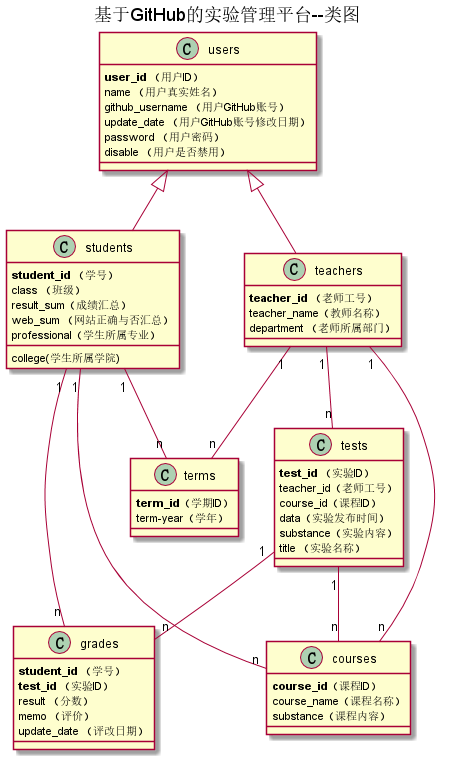 基于GitHub的实验管理平台--类图
C users
user_id （用户ID）
name （用户真实姓名）
github_username （用户GitHub账号）
update_date （用户GitHub账号修改日期）
password （用户密码）
disable （用户是否禁用）
C students
student_id （学号）
class （班级）
result_sum（成绩汇总）
web_sum （网站正确与否汇总）
professional（学生所属专业）
college(学生所属学院)
C teachers
teacher_id （老师工号）
teacher_name（教师名称）
department （老师所属部门）
1 1 1
1 1 1
n n n
C terms
term_id（学期ID）
term-year（学年）
C tests
test_id （实验ID）
teacher_id（老师工号）
course_id（课程ID）
data（实验发布时间）
substance（实验内容）
title （实验名称）
1
1
n n n n n
C grades
student_id （学号）
test_id（实验ID）
result （分数）
memo （评价）
update_date （评改日期）
C courses
course_id（课程ID）
course_name（课程名称）
substance（课程内容）